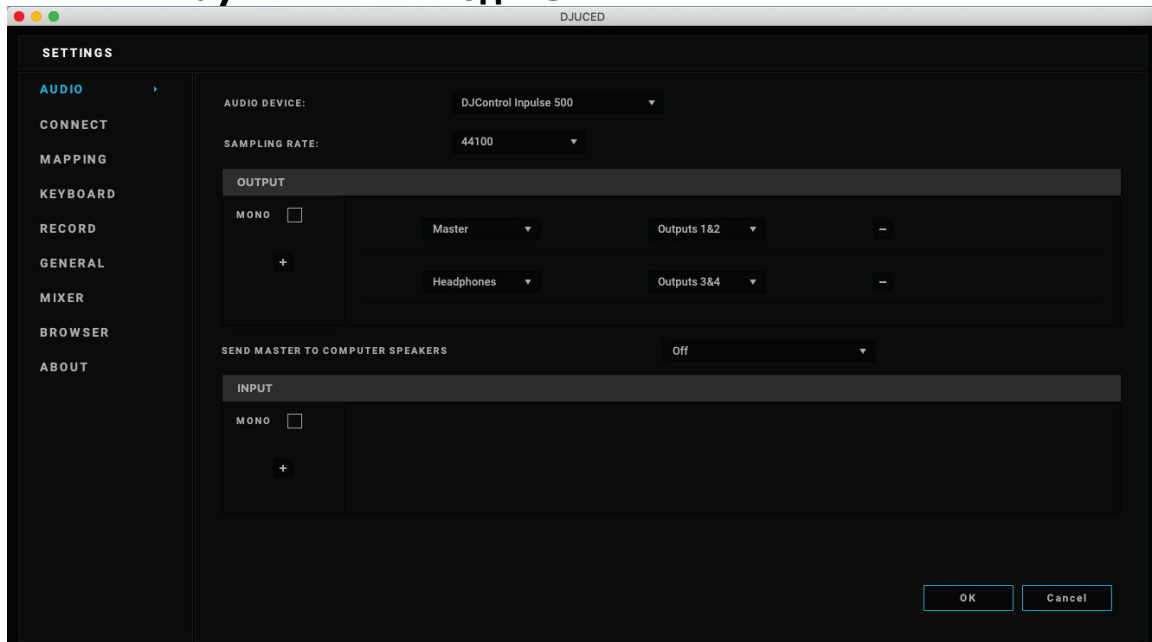 DJUCED
SETTINGS
AUDIO
CONNECT
MAPPING
KEYBOARD
RECORD
GENERAL
MIXER
BROWSER
ABOUT
AUDIO DEVICE: DJControl Inpulse 500
SAMPLING RATE: 44100
OUTPUT
MONO
Master Outputs 1&2 −
+
Headphones Outputs 3&4 −
SEND MASTER TO COMPUTER SPEAKERS Off
INPUT
MONO
+
OK Cancel